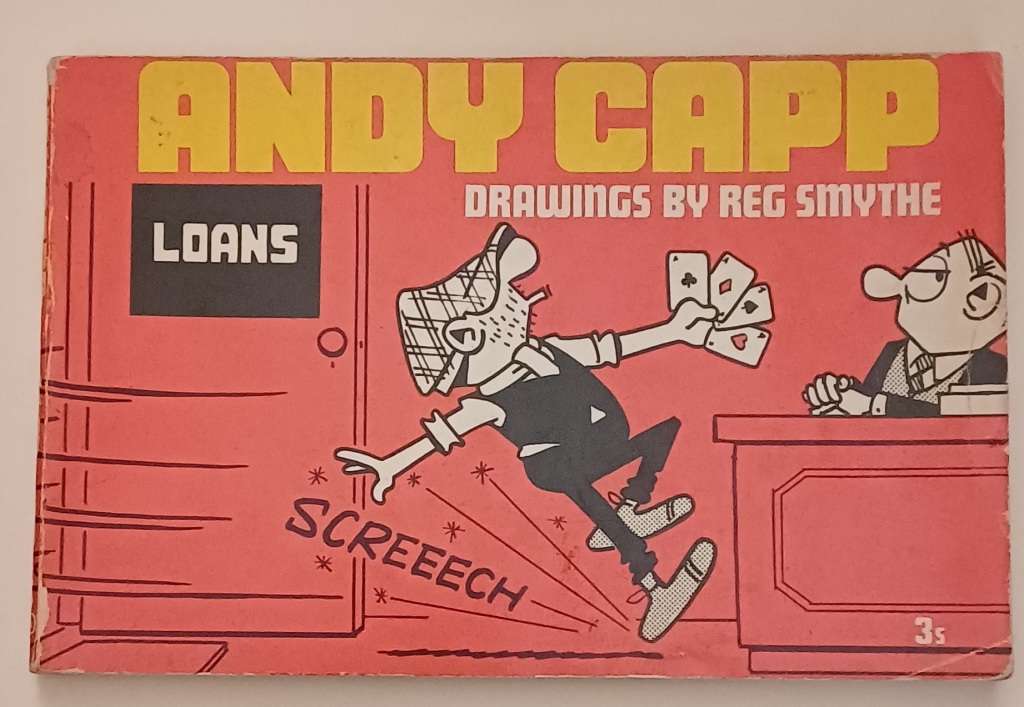 ANDY CAPP
DRAWINGS BY REG SMYTHE
LOANS
SCREEECH
3s